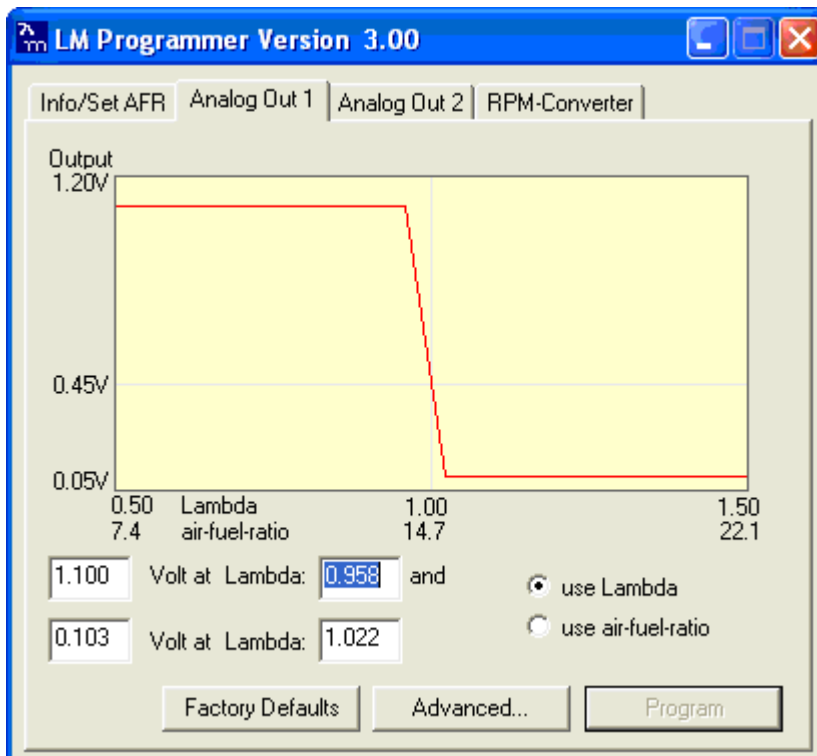 LM Programmer Version 3.00
Info/Set AFR Analog Out 1 Analog Out 2 RPM-Converter
Output
1.20V
0.45V
0.05V
0.50 Lambda 1.00 1.50
7.4 air-fuel-ratio 14.7 22.1
1.100 Volt at Lambda: 0.958 and
use Lambda
0.103 Volt at Lambda: 1.022
use air-fuel-ratio
Factory Defaults Advanced... Program